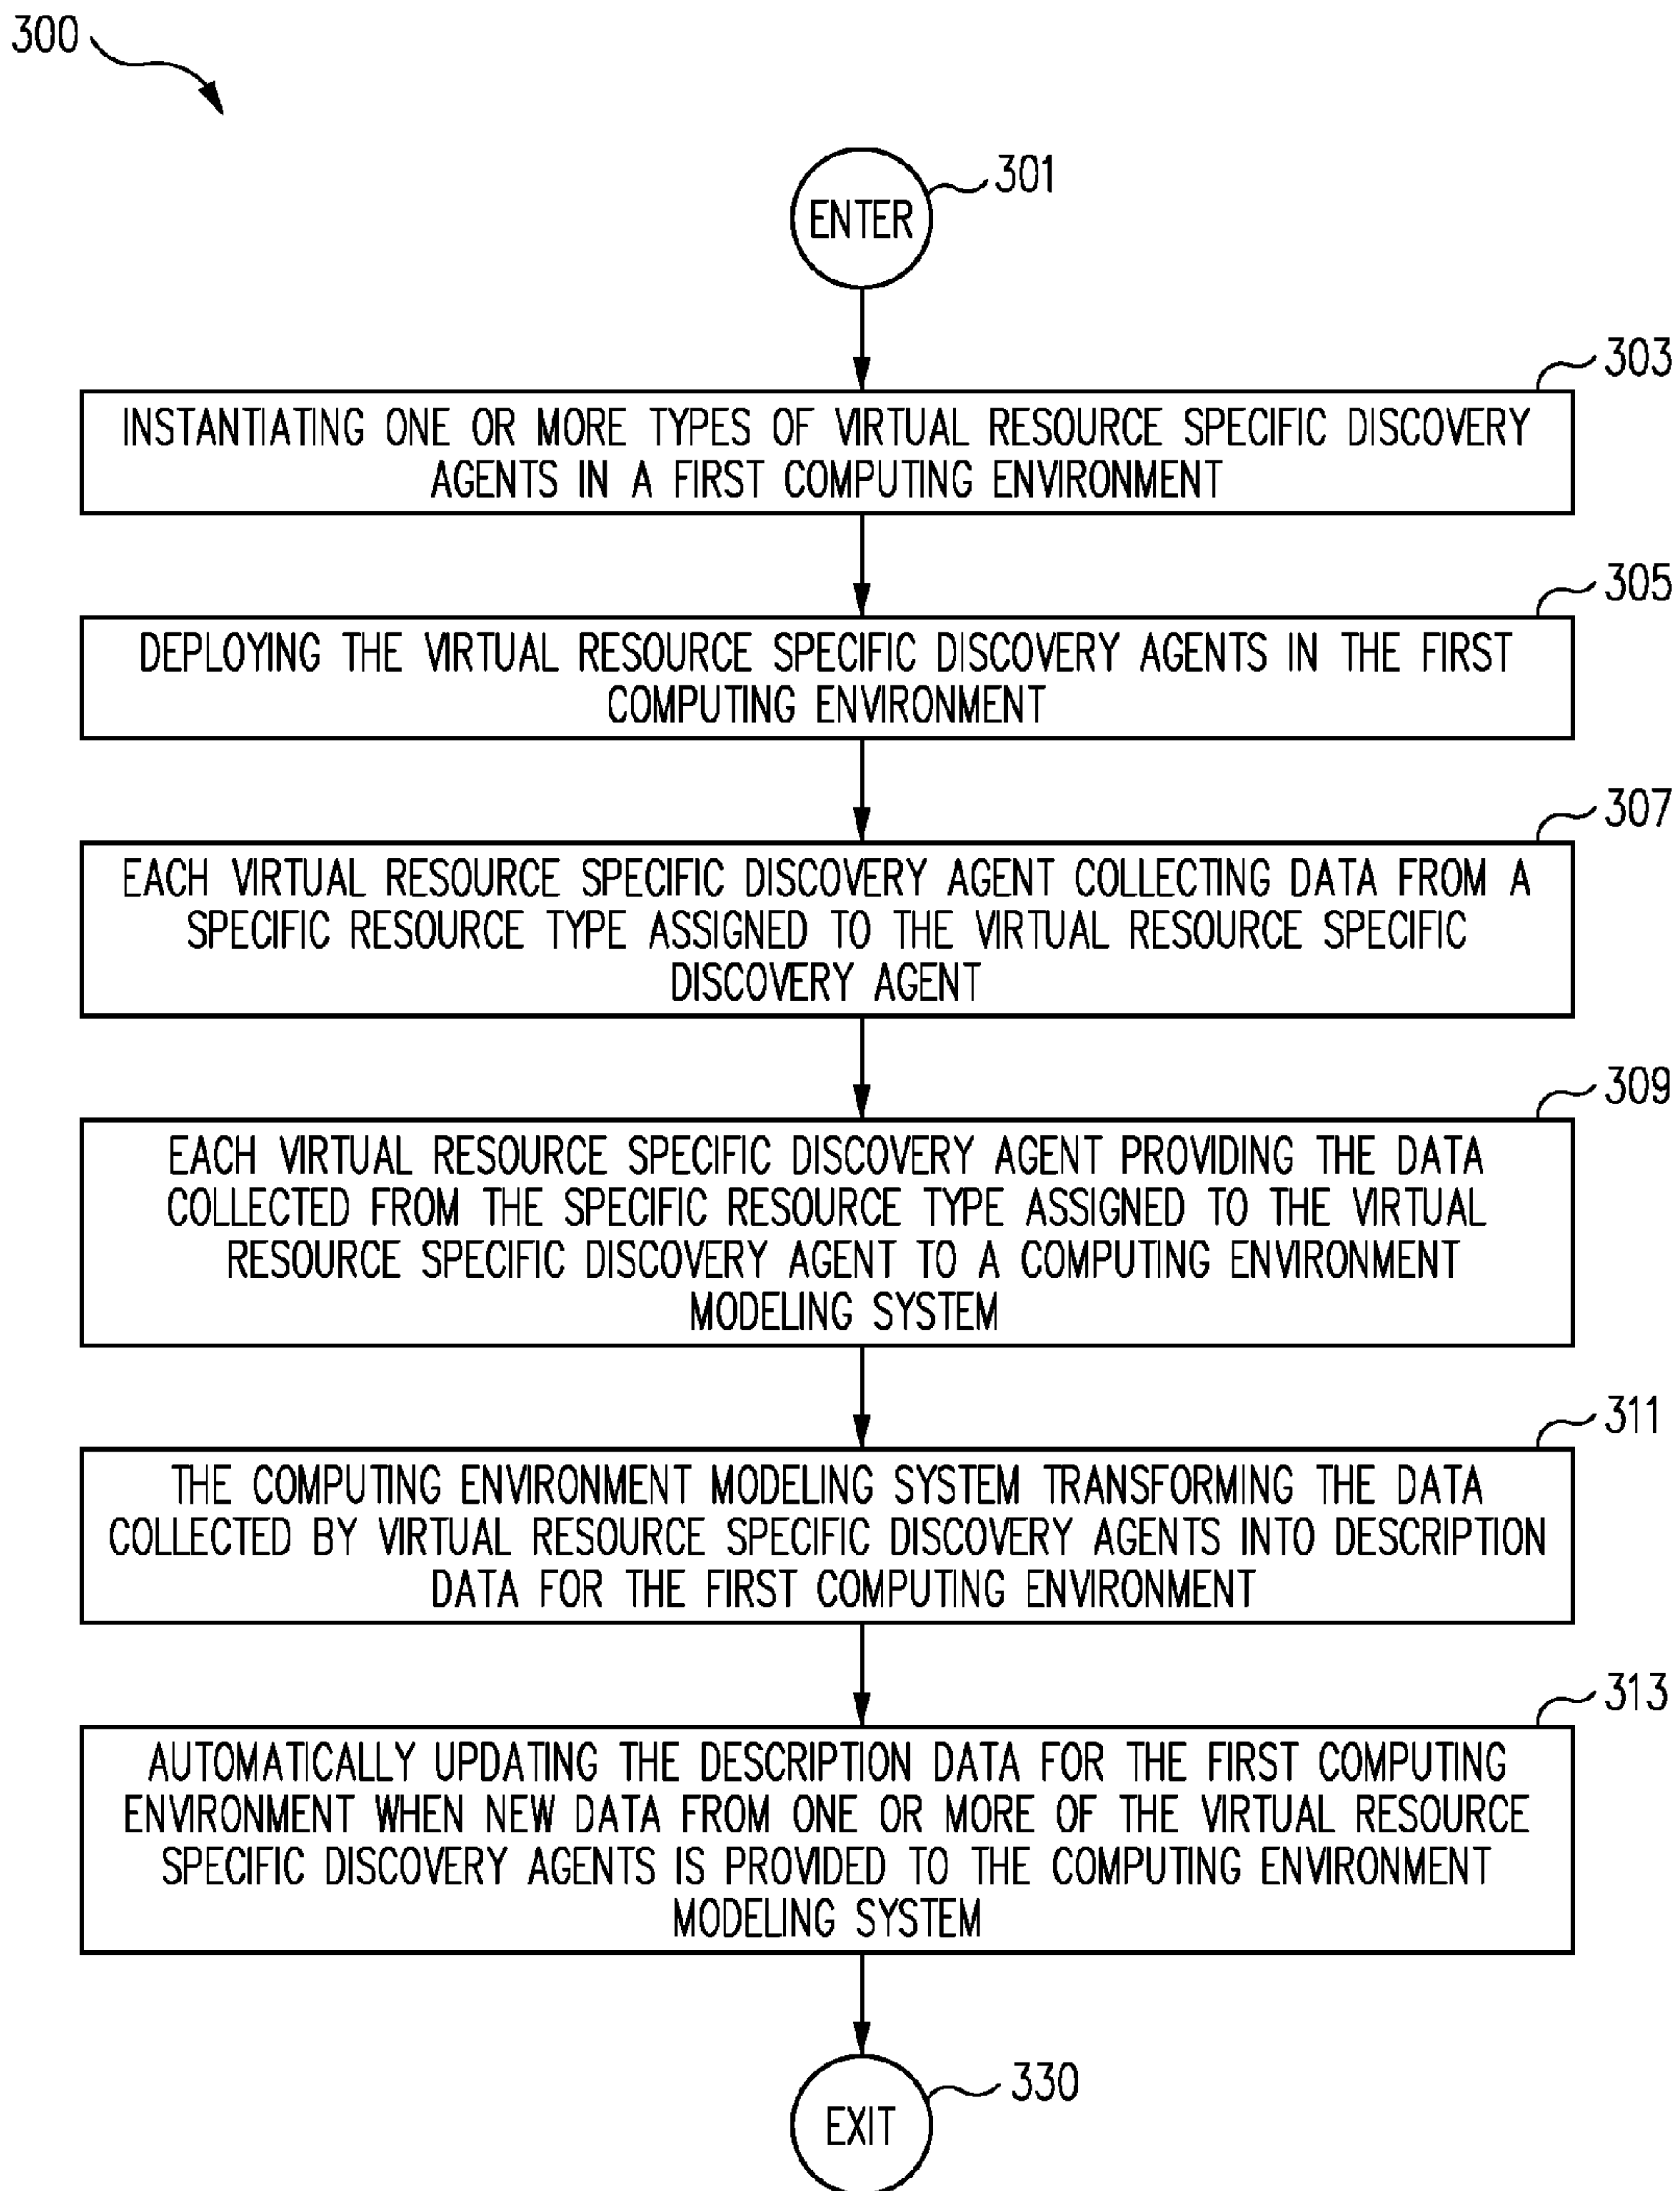 300
301
ENTER
303
INSTANTIATING ONE OR MORE TYPES OF VIRTUAL RESOURCE SPECIFIC DISCOVERY
AGENTS IN A FIRST COMPUTING ENVIRONMENT
305
DEPLOYING THE VIRTUAL RESOURCE SPECIFIC DISCOVERY AGENTS IN THE FIRST
COMPUTING ENVIRONMENT
307
EACH VIRTUAL RESOURCE SPECIFIC DISCOVERY AGENT COLLECTING DATA FROM A
SPECIFIC RESOURCE TYPE ASSIGNED TO THE VIRTUAL RESOURCE SPECIFIC
DISCOVERY AGENT
309
EACH VIRTUAL RESOURCE SPECIFIC DISCOVERY AGENT PROVIDING THE DATA
COLLECTED FROM THE SPECIFIC RESOURCE TYPE ASSIGNED TO THE VIRTUAL
RESOURCE SPECIFIC DISCOVERY AGENT TO A COMPUTING ENVIRONMENT
MODELING SYSTEM
311
THE COMPUTING ENVIRONMENT MODELING SYSTEM TRANSFORMING THE DATA
COLLECTED BY VIRTUAL RESOURCE SPECIFIC DISCOVERY AGENTS INTO DESCRIPTION
DATA FOR THE FIRST COMPUTING ENVIRONMENT
313
AUTOMATICALLY UPDATING THE DESCRIPTION DATA FOR THE FIRST COMPUTING
ENVIRONMENT WHEN NEW DATA FROM ONE OR MORE OF THE VIRTUAL RESOURCE
SPECIFIC DISCOVERY AGENTS IS PROVIDED TO THE COMPUTING ENVIRONMENT
MODELING SYSTEM
330
EXIT